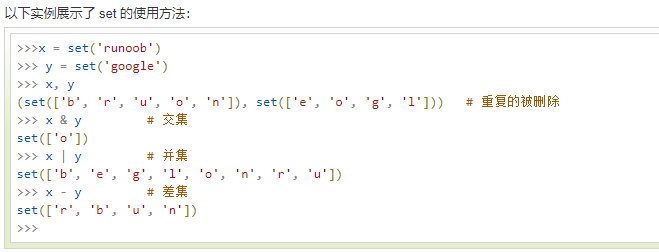 以下实例展示了 set 的使用方法：
>>>x = set('runoob')
>>> y = set('google')
>>> x, y
(set(['b', 'r', 'u', 'o', 'n']), set(['e', 'o', 'g', 'l']))   # 重复的被删除
>>> x & y         # 交集
set(['o'])
>>> x | y         # 并集
set(['b', 'e', 'g', 'l', 'o', 'n', 'r', 'u'])
>>> x - y         # 差集
set(['r', 'b', 'u', 'n'])
>>>